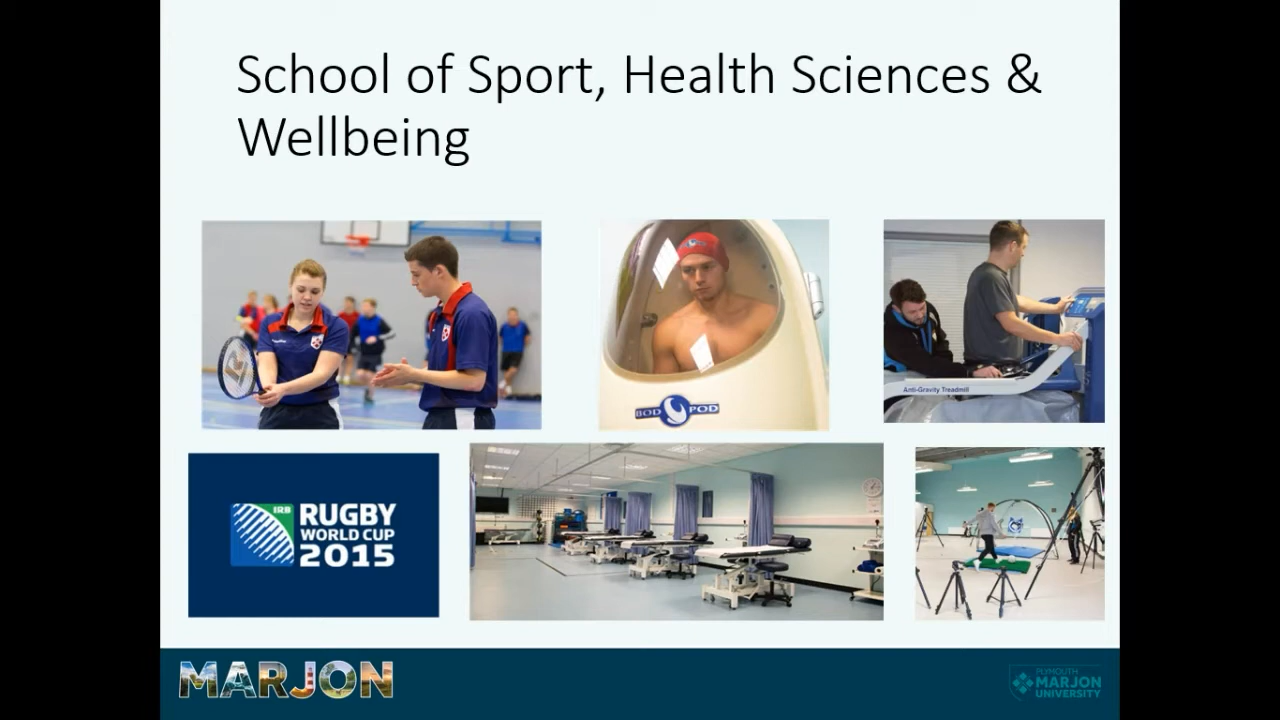 School of Sport, Health Sciences &
Wellbeing
BOD POD
Anti-Gravity Treadmill
IRB
RUGBY
WORLD CUP
2015
MARJON
PLYMOUTH
MARJON
UNIVERSITY